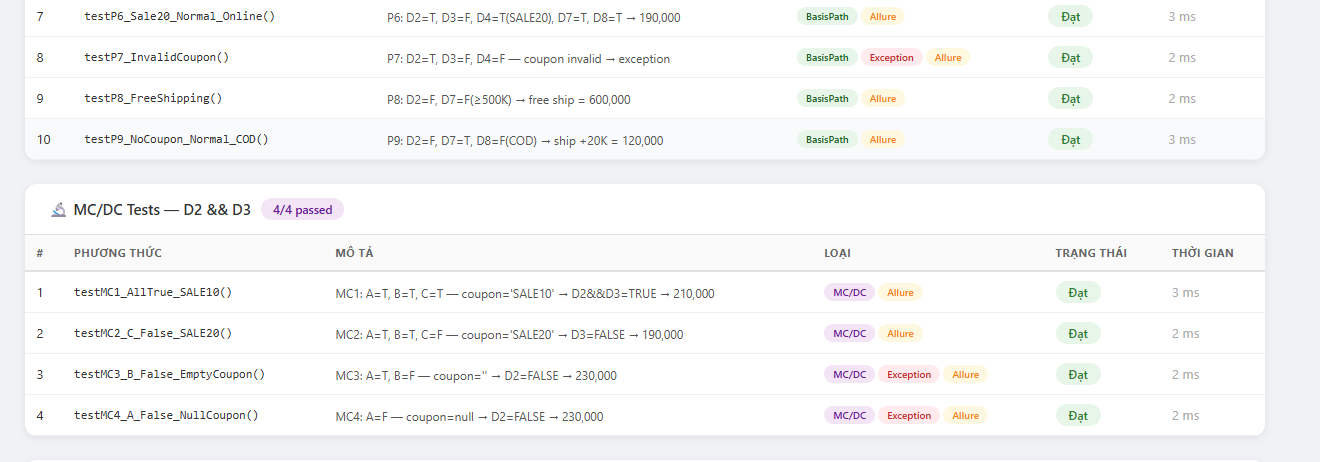 7 testP6_Sale20_Normal_Online() P6: D2=T, D3=F, D4=T(SALE20), D7=T, D8=T → 190,000 BasisPath Allure Đạt 3 ms
8 testP7_InvalidCoupon() P7: D2=T, D3=F, D4=F — coupon invalid → exception BasisPath Exception Allure Đạt 2 ms
9 testP8_FreeShipping() P8: D2=F, D7=F(≥500K) → free ship = 600,000 BasisPath Allure Đạt 2 ms
10 testP9_NoCoupon_Normal_COD() P9: D2=F, D7=T, D8=F(COD) → ship +20K = 120,000 BasisPath Allure Đạt 3 ms
MC/DC Tests — D2 && D3 4/4 passed
# PHƯƠNG THỨC MÔ TẢ LOẠI TRẠNG THÁI THỜI GIAN
1 testMC1_AllTrue_SALE10() MC1: A=T, B=T, C=T — coupon='SALE10' → D2&&D3=TRUE → 210,000 MC/DC Allure Đạt 3 ms
2 testMC2_C_False_SALE20() MC2: A=T, B=T, C=F — coupon='SALE20' → D3=FALSE → 190,000 MC/DC Allure Đạt 2 ms
3 testMC3_B_False_EmptyCoupon() MC3: A=T, B=F — coupon='' → D2=FALSE → 230,000 MC/DC Exception Allure Đạt 2 ms
4 testMC4_A_False_NullCoupon() MC4: A=F — coupon=null → D2=FALSE → 230,000 MC/DC Exception Allure Đạt 2 ms